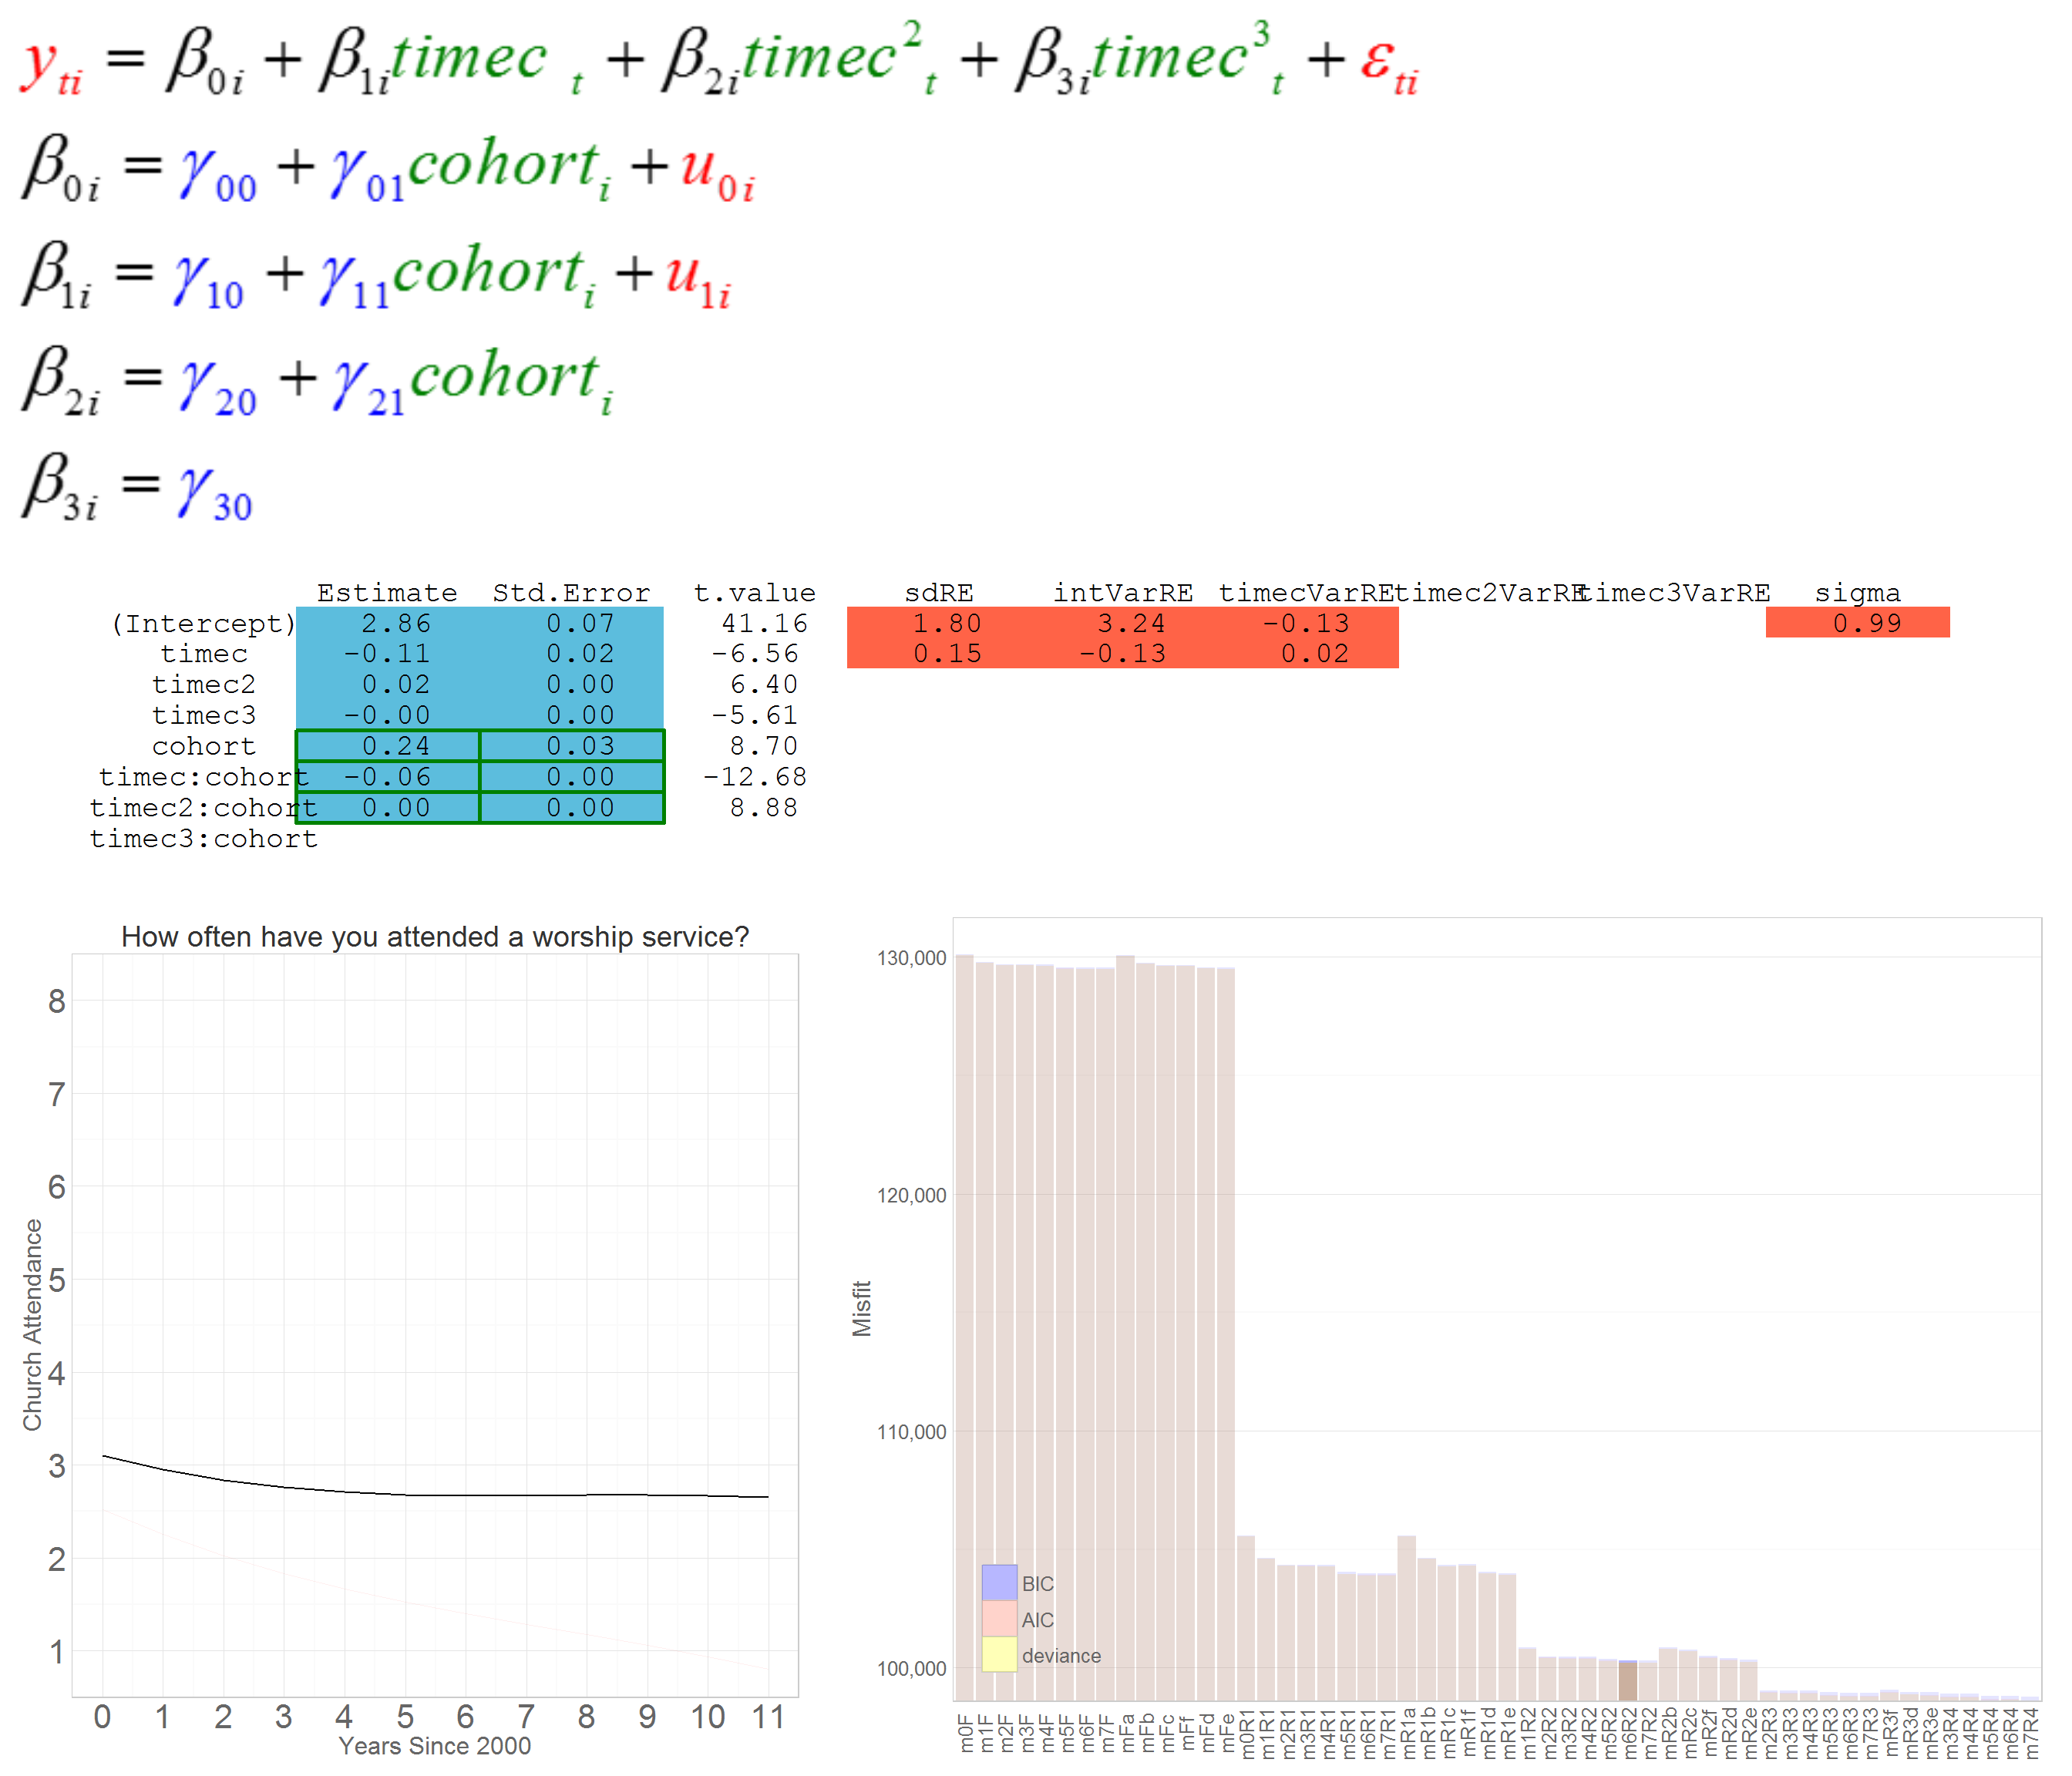 y_ti = β_0i + β_1i timec_t + β_2i timec²_t + β_3i timec³_t + ε_ti
β_0i = γ_00 + γ_01 cohort_i + u_0i
β_1i = γ_10 + γ_11 cohort_i + u_1i
β_2i = γ_20 + γ_21 cohort_i
β_3i = γ_30
Estimate Std.Error t.value sdRE intVarRE timecVarRE timec2VarRE timec3VarRE sigma
(Intercept) 2.86 0.07 41.16 1.80 3.24 -0.13 0.99
timec -0.11 0.02 -6.56 0.15 -0.13 0.02
timec2 0.02 0.00 6.40
timec3 -0.00 0.00 -5.61
cohort 0.24 0.03 8.70
timec:cohort -0.06 0.00 -12.68
timec2:cohort 0.00 0.00 8.88
timec3:cohort
How often have you attended a worship service?
8
7
6
5
4
3
2
1
Church Attendance
0 1 2 3 4 5 6 7 8 9 10 11
Years Since 2000
130,000
120,000
110,000
100,000
Misfit
BIC
AIC
deviance
m0F m1F m2F m3F m4F m5F m6F m7F mFa mFb mFc mFf mFd mFe m0R1 m1R1 m2R1 m3R1 m4R1 m5R1 m6R1 m7R1 mR1a mR1b mR1c mR1f mR1d mR1e m1R2 m2R2 m3R2 m4R2 m5R2 m6R2 m7R2 mR2b mR2c mR2f mR2d mR2e m2R3 m3R3 m4R3 m5R3 m6R3 m7R3 mR3f mR3d mR3e m3R4 m4R4 m5R4 m6R4 m7R4